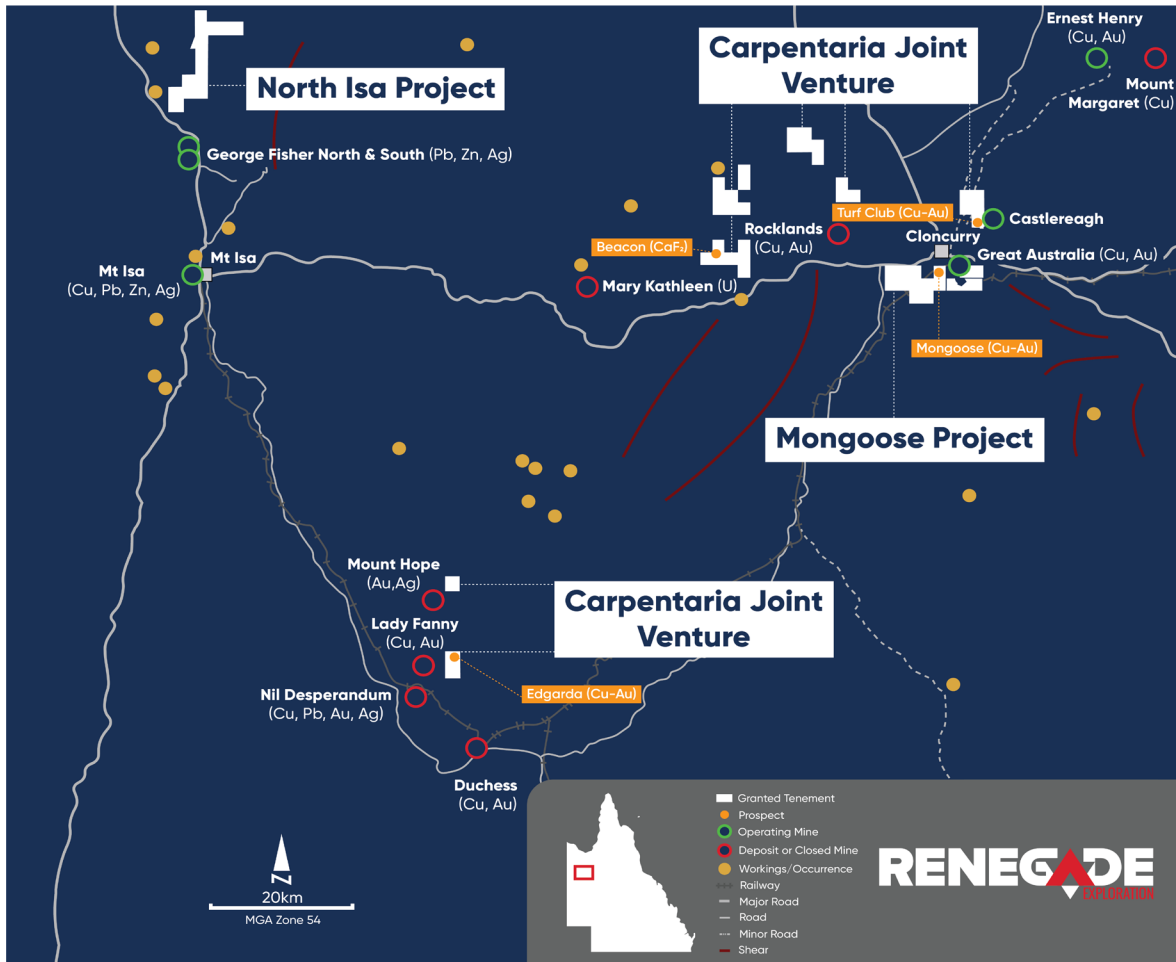 Ernest Henry
(Cu, Au)
Mount
Margaret (Cu)
Carpentaria Joint
Venture
North Isa Project
George Fisher North & South (Pb, Zn, Ag)
Turf Club (Cu-Au)
Castlereagh
Rocklands
(Cu, Au)
Cloncurry
Beacon (CaF₂)
Great Australia (Cu, Au)
Mt Isa
Mt Isa
(Cu, Pb, Zn, Ag)
Mary Kathleen (U)
Mongoose (Cu-Au)
Mongoose Project
Mount Hope
(Au,Ag)
Carpentaria Joint
Venture
Lady Fanny
(Cu, Au)
Nil Desperandum
(Cu, Pb, Au, Ag)
Edgarda (Cu-Au)
Duchess
(Cu, Au)
Z
20km
MGA Zone 54
Granted Tenement
Prospect
Operating Mine
Deposit or Closed Mine
Workings/Occurrence
Railway
Major Road
Road
Minor Road
Shear
RENEGADE
EXPLORATION